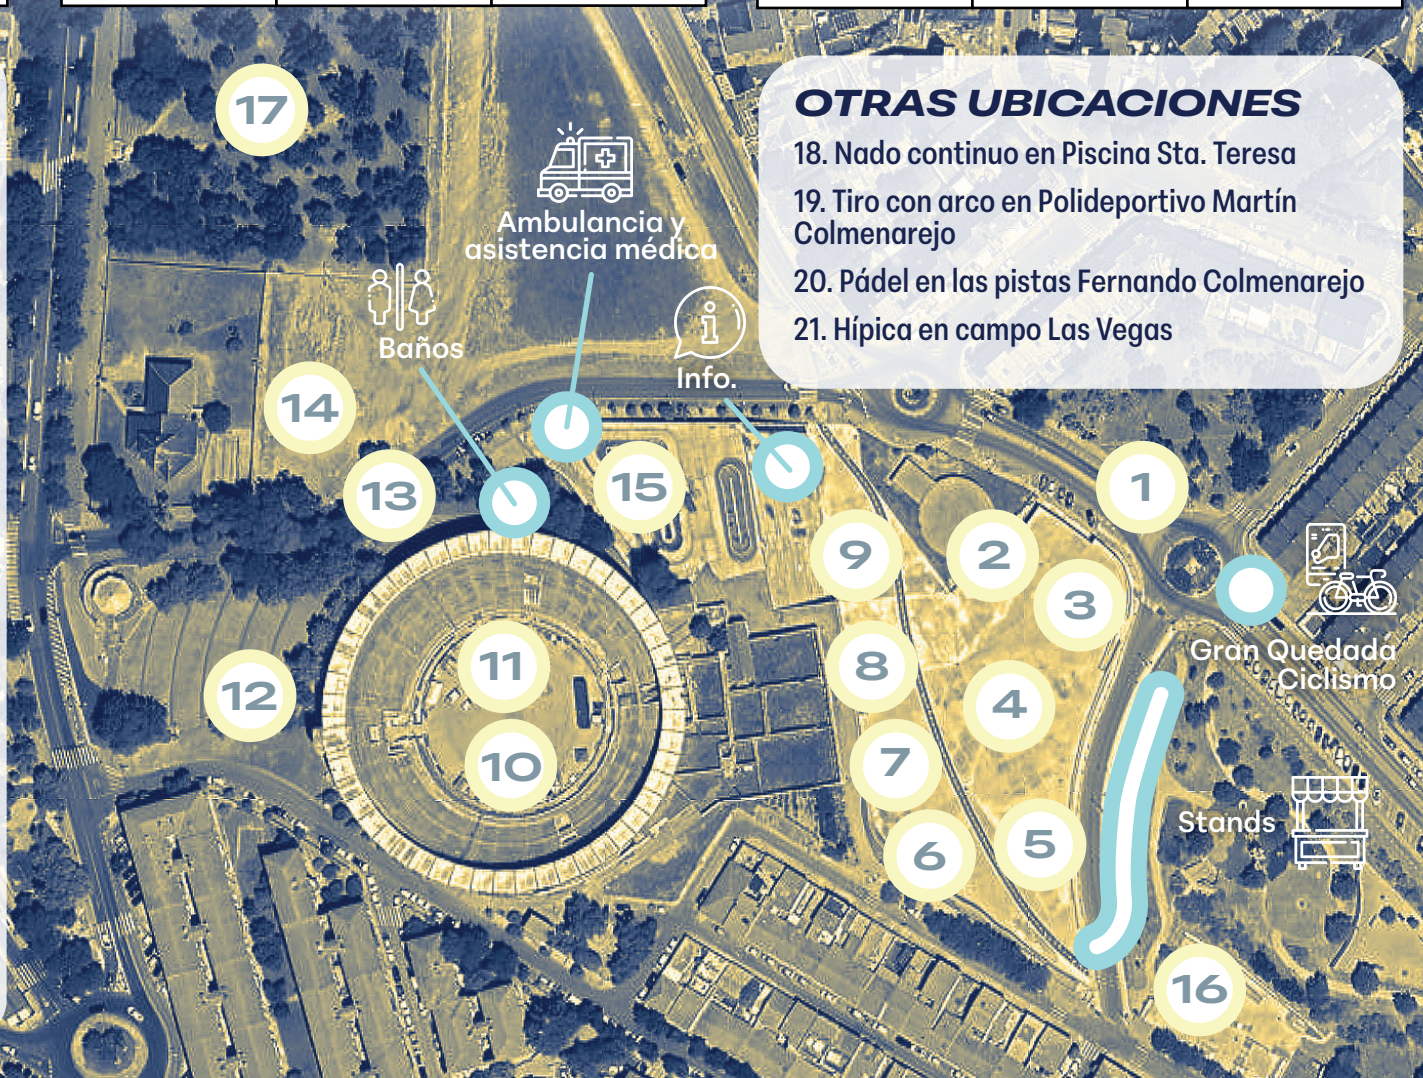 OTRAS UBICACIONES
18. Nado continuo en Piscina Sta. Teresa
19. Tiro con arco en Polideportivo Martín
Colmenarejo
20. Pádel en las pistas Fernando Colmenarejo
21. Hípica en campo Las Vegas
17
Ambulancia y
asistencia médica
Baños
Info.
14
13
15
1
9
2
3
Gran Quedada
Ciclismo
11
8
12
4
10
7
Stands
6
5
16